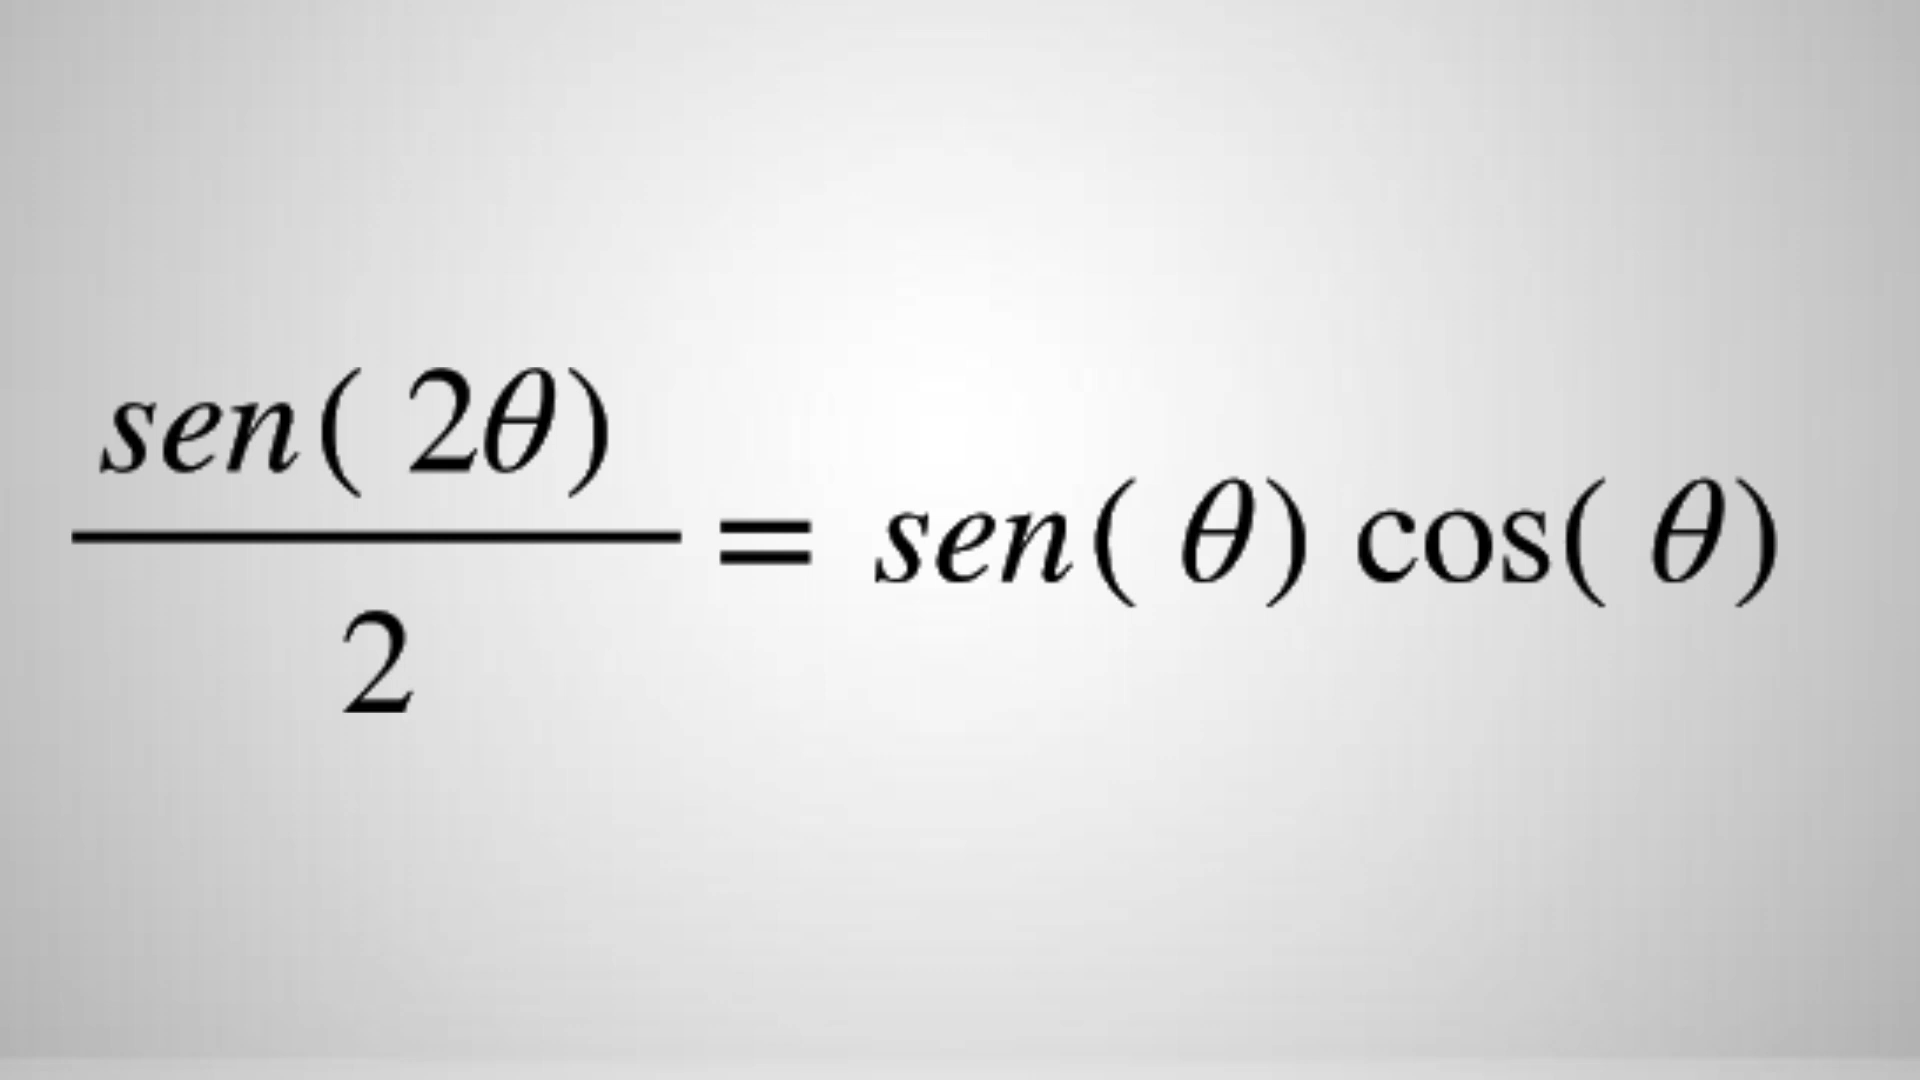 sen( 2θ) / 2 = sen( θ) cos( θ)